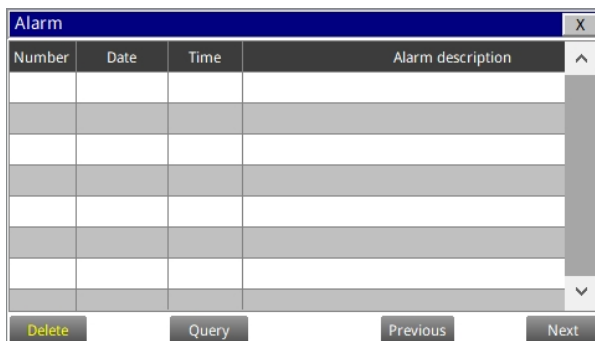 Alarm X
Number Date Time Alarm description
Delete Query Previous Next